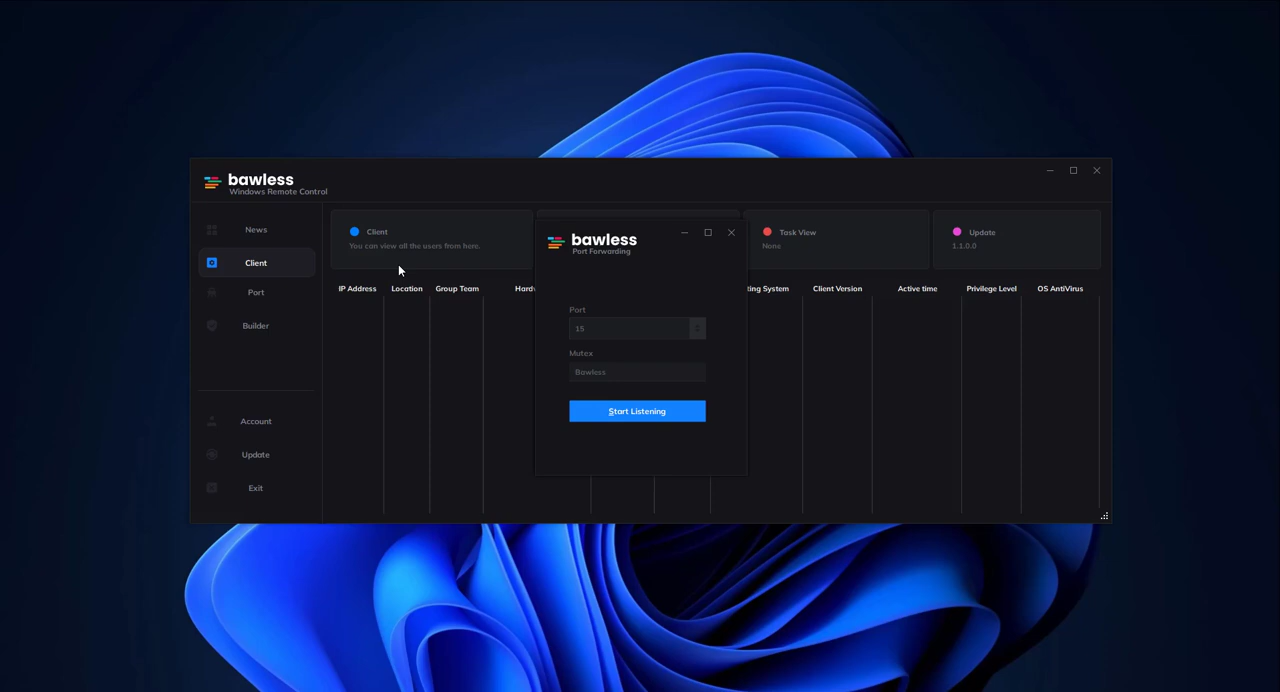 bawless
Windows Remote Control
News
Client
Port
Builder
Account
Update
Exit
Client
You can view all the users from here.
Task View
None
Update
1.1.0.0
IP Address
Location
Group Team
Client Version
Active time
Privilege Level
OS AntiVirus
System
bawless
Port Forwarding
Port
15
Mutex
Bawless
Start Listening